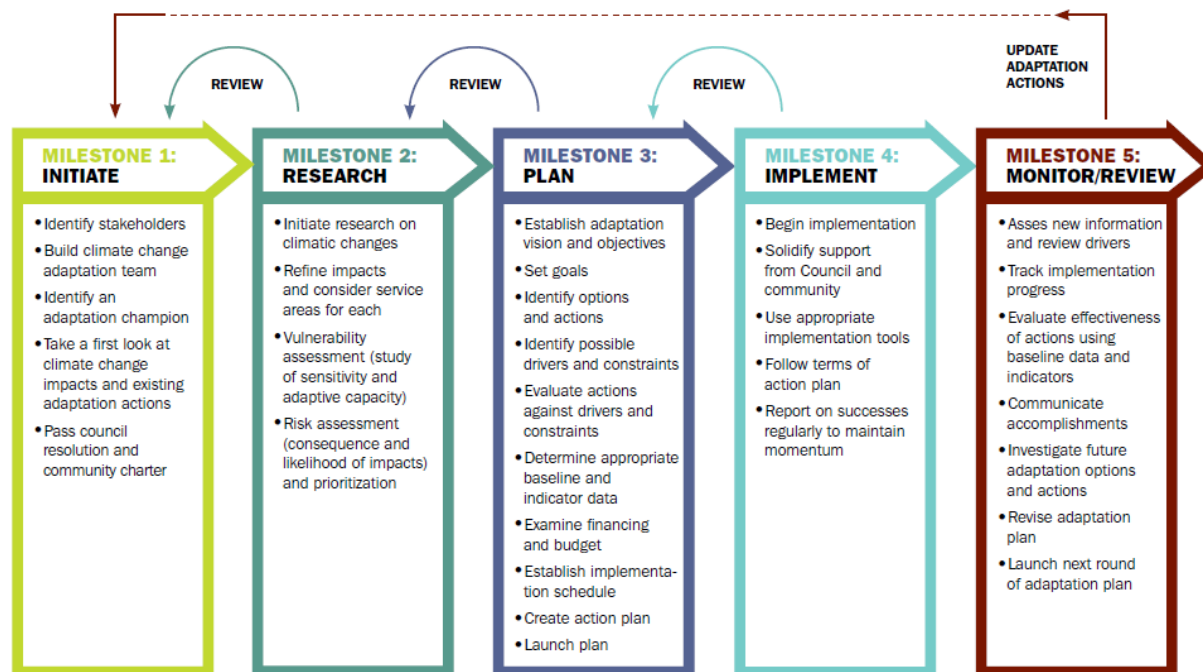 UPDATE
ADAPTATION
ACTIONS
REVIEW
REVIEW
REVIEW
MILESTONE 1:
INITIATE
• Identify stakeholders
• Build climate change
adaptation team
• Identify an
adaptation champion
• Take a first look at
climate change
impacts and existing
adaptation actions
• Pass council
resolution and
community charter
MILESTONE 2:
RESEARCH
• Initiate research on
climatic changes
• Refine impacts
and consider service
areas for each
• Vulnerability
assessment (study
of sensitivity and
adaptive capacity)
• Risk assessment
(consequence and
likelihood of impacts)
and prioritization
MILESTONE 3:
PLAN
• Establish adaptation
vision and objectives
• Set goals
• Identify options
and actions
• Identify possible
drivers and constraints
• Evaluate actions
against drivers and
constraints
• Determine appropriate
baseline and
indicator data
• Examine financing
and budget
• Establish implementa-
tion schedule
• Create action plan
• Launch plan
MILESTONE 4:
IMPLEMENT
• Begin implementation
• Solidify support
from Council and
community
• Use appropriate
implementation tools
• Follow terms of
action plan
• Report on successes
regularly to maintain
momentum
MILESTONE 5:
MONITOR/REVIEW
• Asses new information
and review drivers
• Track implementation
progress
• Evaluate effectiveness
of actions using
baseline data and
indicators
• Communicate
accomplishments
• Investigate future
adaptation options
and actions
• Revise adaptation
plan
• Launch next round
of adaptation plan